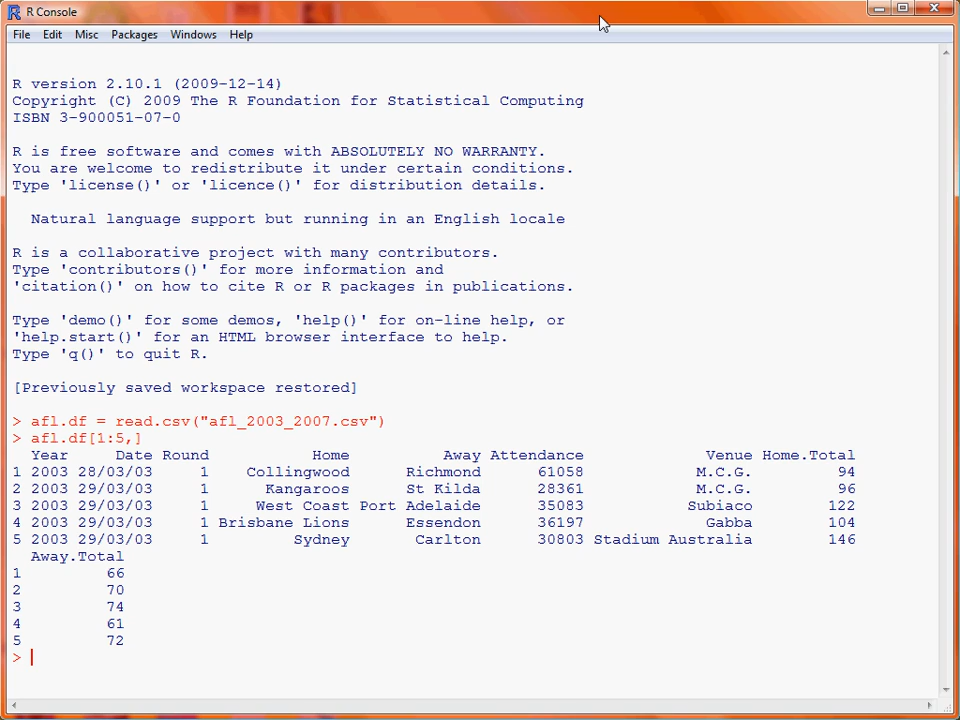 R Console
File Edit Misc Packages Windows Help
R version 2.10.1 (2009-12-14)
Copyright (C) 2009 The R Foundation for Statistical Computing
ISBN 3-900051-07-0
R is free software and comes with ABSOLUTELY NO WARRANTY.
You are welcome to redistribute it under certain conditions.
Type 'license()' or 'licence()' for distribution details.
Natural language support but running in an English locale
R is a collaborative project with many contributors.
Type 'contributors()' for more information and
'citation()' on how to cite R or R packages in publications.
Type 'demo()' for some demos, 'help()' for on-line help, or
'help.start()' for an HTML browser interface to help.
Type 'q()' to quit R.
[Previously saved workspace restored]
> afl.df = read.csv("afl_2003_2007.csv")
> afl.df[1:5,]
Year Date Round Home Away Attendance Venue Home.Total
1 2003 28/03/03 1 Collingwood Richmond 61058 M.C.G. 94
2 2003 29/03/03 1 Kangaroos St Kilda 28361 M.C.G. 96
3 2003 29/03/03 1 West Coast Port Adelaide 35083 Subiaco 122
4 2003 29/03/03 1 Brisbane Lions Essendon 36197 Gabba 104
5 2003 29/03/03 1 Sydney Carlton 30803 Stadium Australia 146
Away.Total
1 66
2 70
3 74
4 61
5 72
>